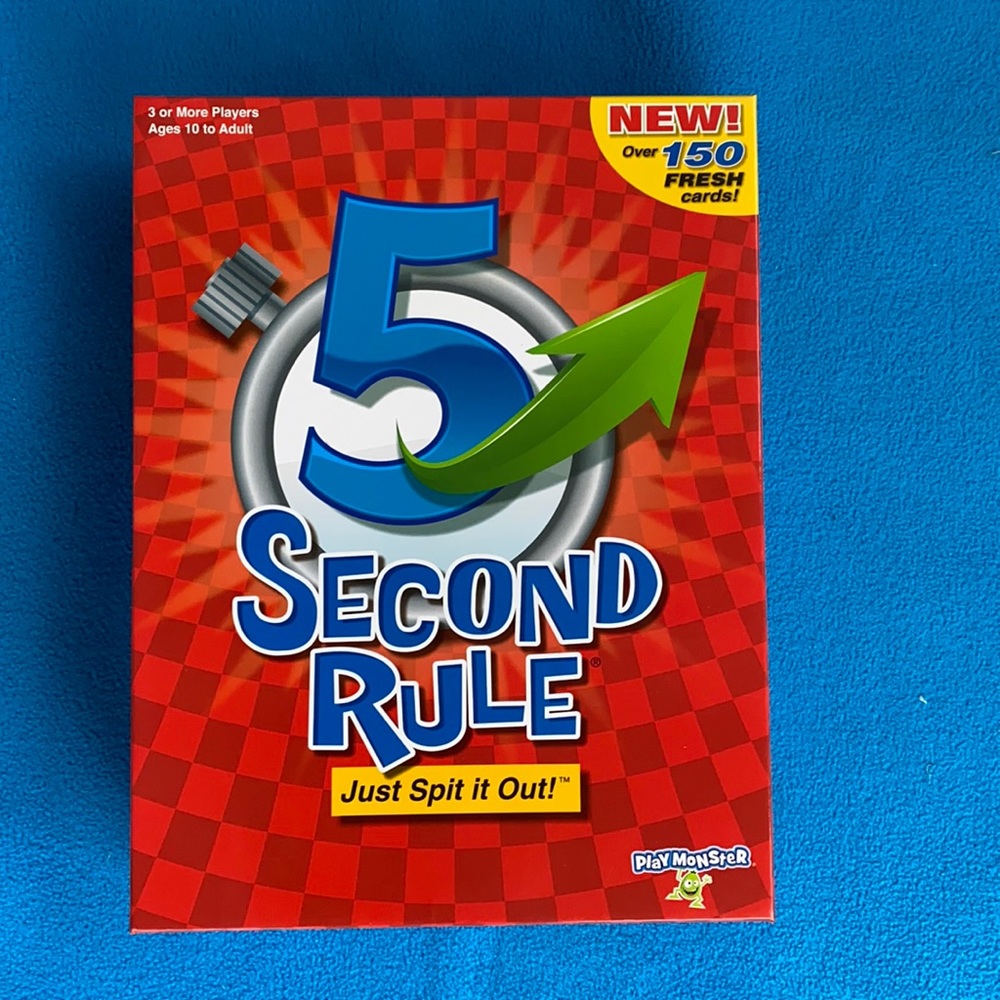 3 or More Players
Ages 10 to Adult
NEW!
Over 150
FRESH
cards!
5
SECOND
RULE®
Just Spit it Out!™
PlayMonster